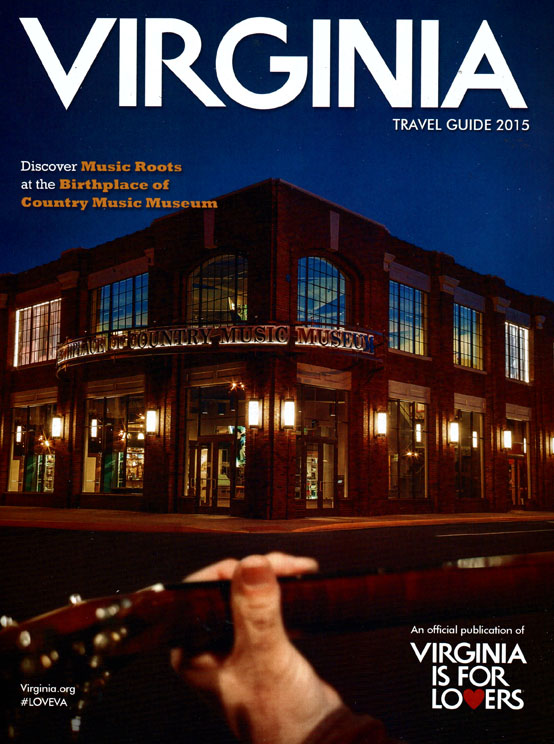 VIRGINIA
TRAVEL GUIDE 2015
Discover Music Roots
at the Birthplace of
Country Music Museum
COUNTRY MUSIC MUSEUM
An official publication of
VIRGINIA
IS FOR
LOVERS
Virginia.org
#LOVEVA